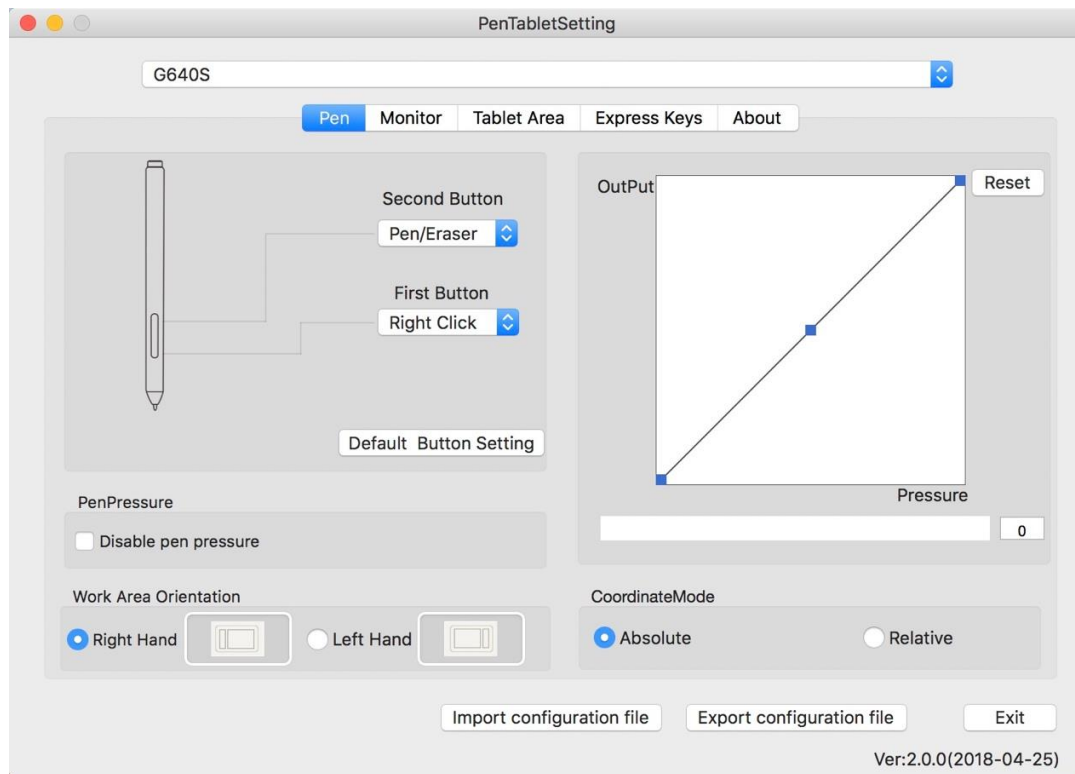 PenTabletSetting
G640S
Pen Monitor Tablet Area Express Keys About
Second Button
Pen/Eraser
First Button
Right Click
Default Button Setting
OutPut
Reset
Pressure
0
PenPressure
Disable pen pressure
Work Area Orientation
Right Hand
Left Hand
CoordinateMode
Absolute
Relative
Import configuration file
Export configuration file
Exit
Ver:2.0.0(2018-04-25)